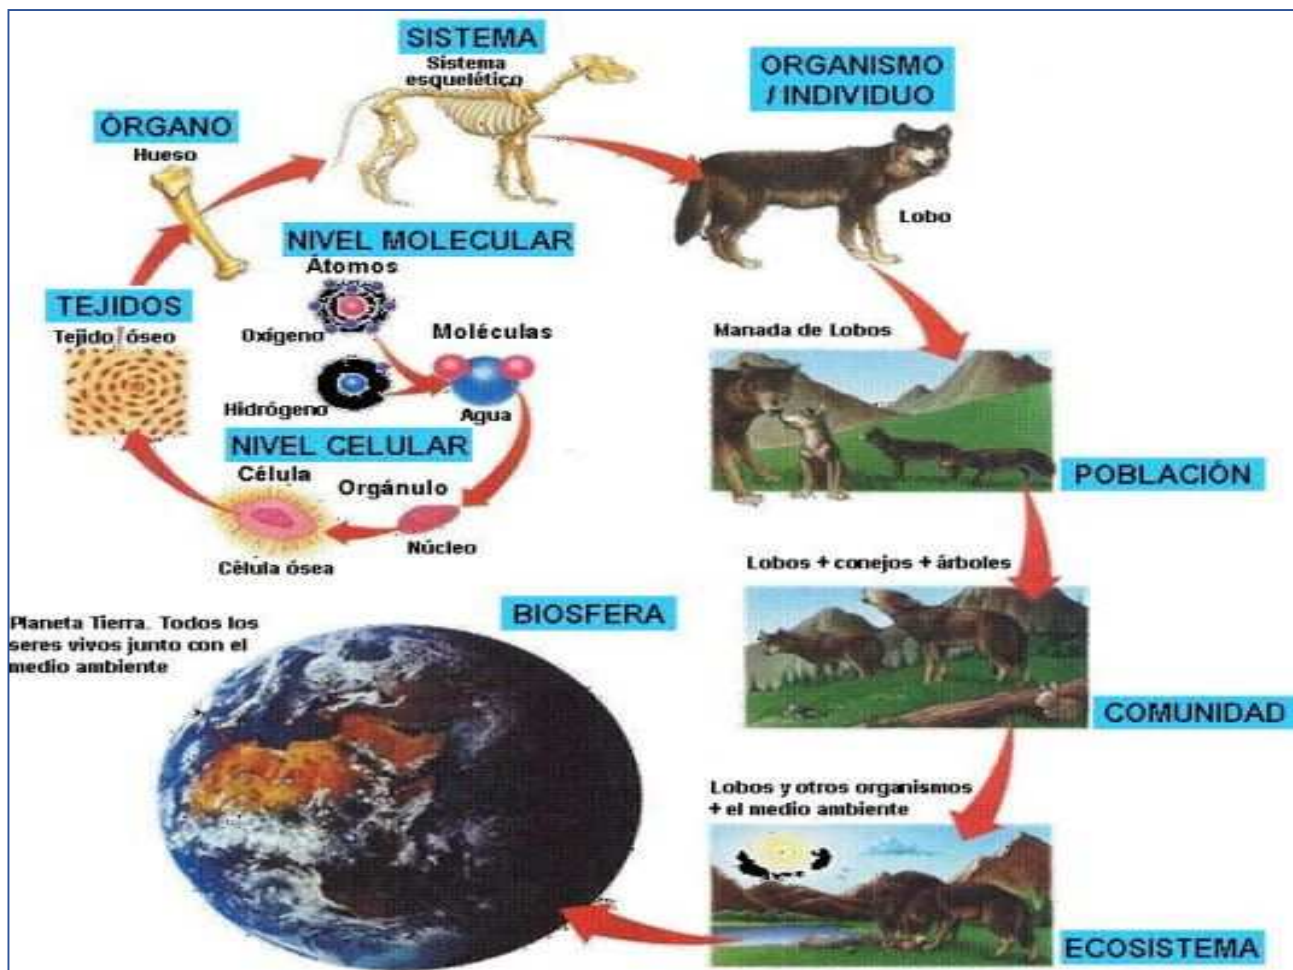 SISTEMA
Sistema
esquelético
ORGANISMO
/ INDIVIDUO
Lobo
ÓRGANO
Hueso
NIVEL MOLECULAR
Átomos
Oxígeno
Hidrógeno
Moléculas
Agua
TEJIDOS
Tejido óseo
NIVEL CELULAR
Célula
Célula ósea
Orgánulo
Núcleo
Manada de Lobos
POBLACIÓN
Lobos + conejos + árboles
COMUNIDAD
Lobos y otros organismos
+ el medio ambiente
ECOSISTEMA
BIOSFERA
Planeta Tierra. Todos los
seres vivos junto con el
medio ambiente